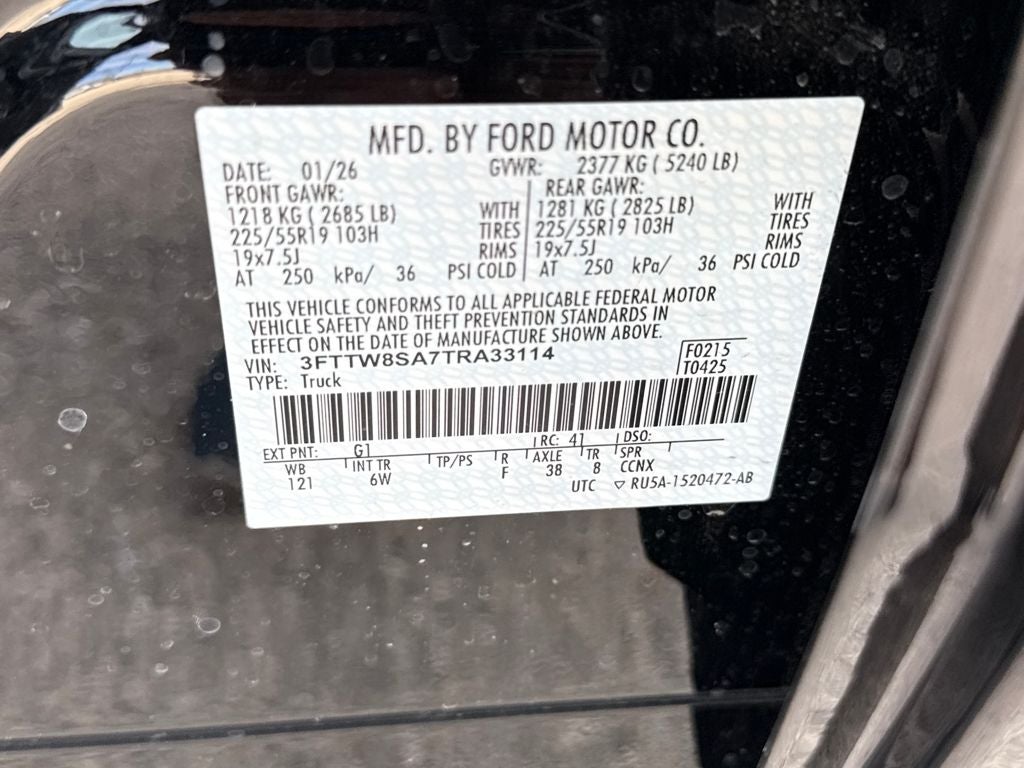 MFD. BY FORD MOTOR CO.
DATE: 01/26 GVWR: 2377 KG ( 5240 LB)
FRONT GAWR: REAR GAWR:
1218 KG ( 2685 LB) WITH 1281 KG ( 2825 LB) WITH
225/55R19 103H TIRES 225/55R19 103H TIRES
19x7.5J RIMS 19x7.5J RIMS
AT 250 kPa/ 36 PSI COLD AT 250 kPa/ 36 PSI COLD
THIS VEHICLE CONFORMS TO ALL APPLICABLE FEDERAL MOTOR
VEHICLE SAFETY AND THEFT PREVENTION STANDARDS IN
EFFECT ON THE DATE OF MANUFACTURE SHOWN ABOVE.
VIN: 3FTTW8SA7TRA33114 F0215
TYPE: Truck T0425
EXT PNT: G1 RC: 41 DSO:
WB INT TR TP/PS R AXLE TR SPR
121 6W F 38 8 CCNX
UTC ▽ RU5A-1520472-AB